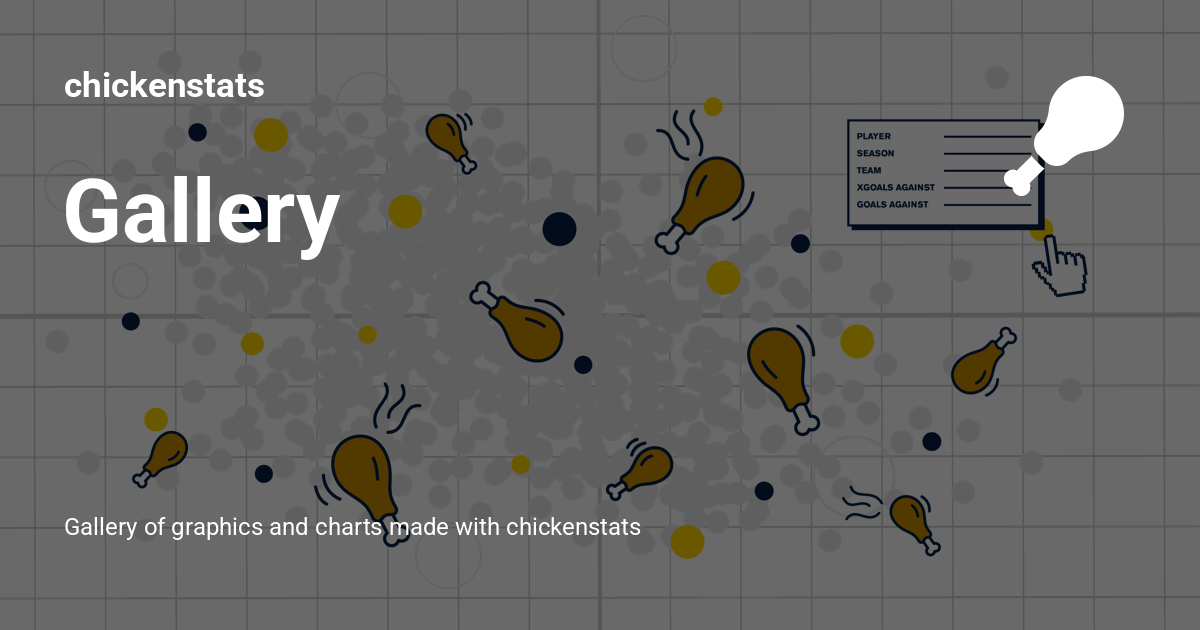 chickenstats
Gallery
PLAYER
SEASON
TEAM
XGOALS AGAINST
GOALS AGAINST
Gallery of graphics and charts made with chickenstats